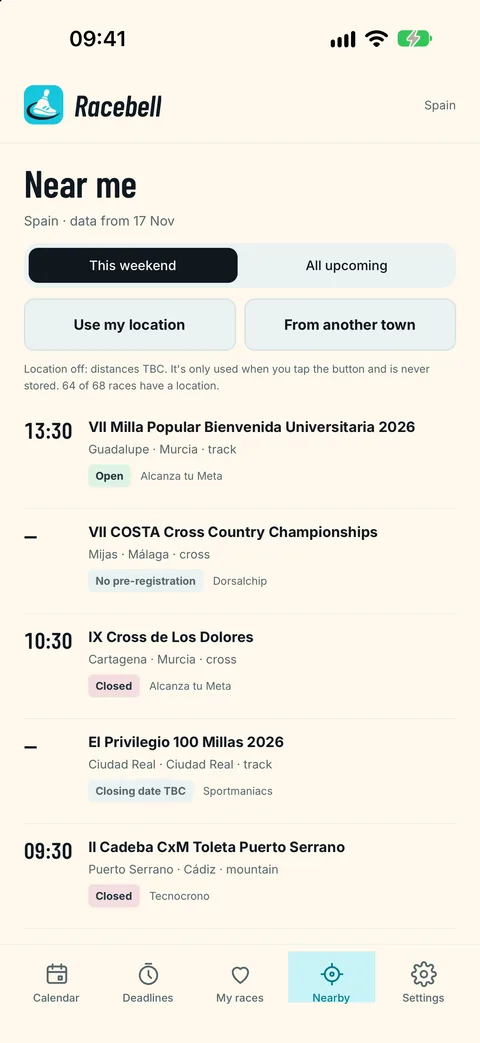 09:41
Racebell
Spain
Near me
Spain · data from 17 Nov
This weekend
All upcoming
Use my location
From another town
Location off: distances TBC. It's only used when you tap the button and is never
stored. 64 of 68 races have a location.
13:30
VII Milla Popular Bienvenida Universitaria 2026
Guadalupe · Murcia · track
Open
Alcanza tu Meta
–
VII COSTA Cross Country Championships
Mijas · Málaga · cross
No pre-registration
Dorsalchip
10:30
IX Cross de Los Dolores
Cartagena · Murcia · cross
Closed
Alcanza tu Meta
–
El Privilegio 100 Millas 2026
Ciudad Real · Ciudad Real · track
Closing date TBC
Sportmaniacs
09:30
II Cadeba CxM Toleta Puerto Serrano
Puerto Serrano · Cádiz · mountain
Closed
Tecnocrono
Calendar
Deadlines
My races
Nearby
Settings